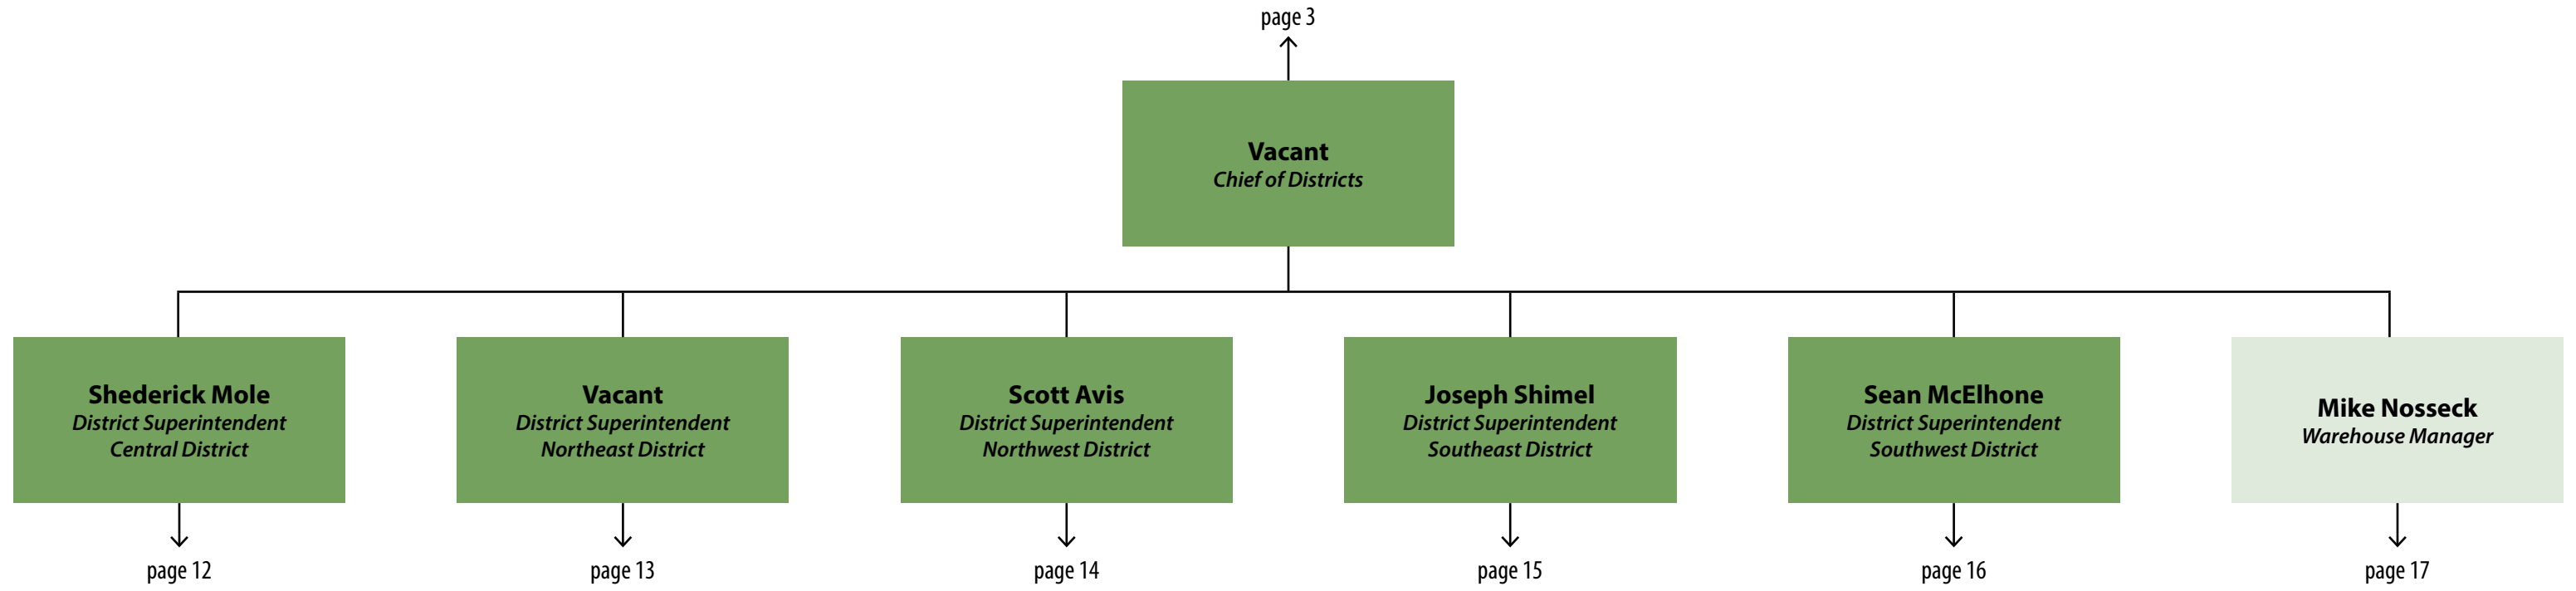 page 3
Vacant
Chief of Districts
Shederick Mole
District Superintendent
Central District
Vacant
District Superintendent
Northeast District
Scott Avis
District Superintendent
Northwest District
Joseph Shimel
District Superintendent
Southeast District
Sean McElhone
District Superintendent
Southwest District
Mike Nosseck
Warehouse Manager
page 12
page 13
page 14
page 15
page 16
page 17